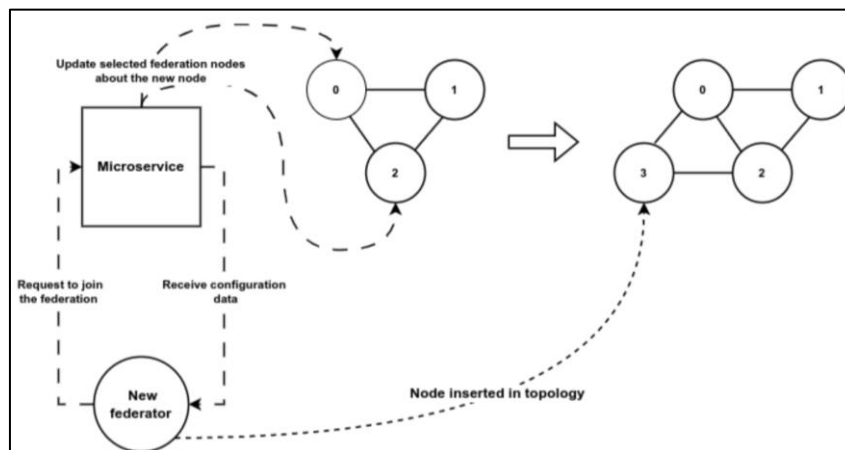 Update selected federation nodes
about the new node
0
1
2
0
1
3
2
Microservice
Request to join
the federation
Receive configuration
data
New
federator
Node inserted in topology